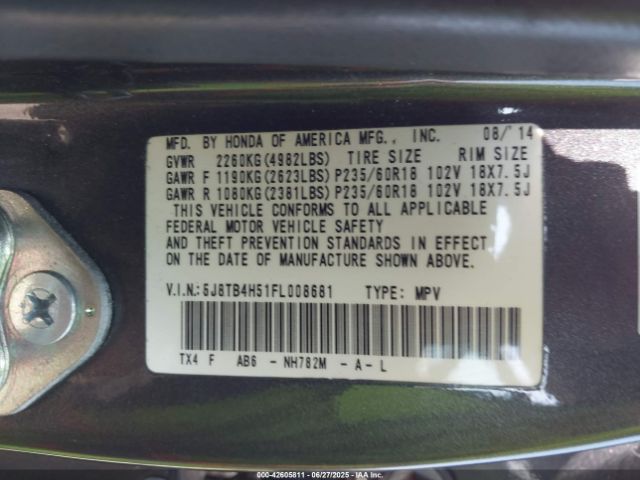 MFD. BY HONDA OF AMERICA MFG., INC. 08/'14
GVWR 2260KG(4982LBS) TIRE SIZE RIM SIZE
GAWR F 1190KG(2623LBS) P235/60R18 102V 18X7.5J
GAWR R 1080KG(2381LBS) P235/60R18 102V 18X7.5J
THIS VEHICLE CONFORMS TO ALL APPLICABLE
FEDERAL MOTOR VEHICLE SAFETY
AND THEFT PREVENTION STANDARDS IN EFFECT
ON THE DATE OF MANUFACTURE SHOWN ABOVE.
V.I.N.:5J8TB4H51FL008681 TYPE: MPV
TX4 F AB6 - NH782M - A - L
00-42605811 06/27/2025 IAAI.COM